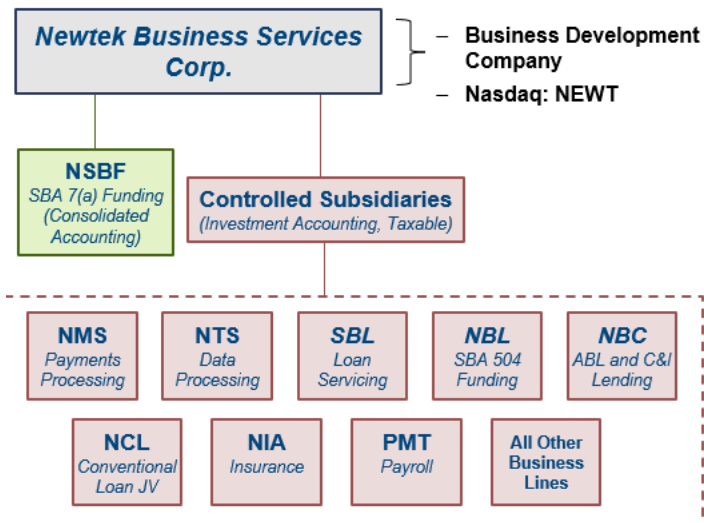 Newtek Business Services
Corp.
– Business Development
Company
– Nasdaq: NEWT
NSBF
SBA 7(a) Funding
(Consolidated
Accounting)
Controlled Subsidiaries
(Investment Accounting, Taxable)
NMS
Payments
Processing
NTS
Data
Processing
SBL
Loan
Servicing
NBL
SBA 504
Funding
NBC
ABL and C&I
Lending
NCL
Conventional
Loan JV
NIA
Insurance
PMT
Payroll
All Other
Business
Lines